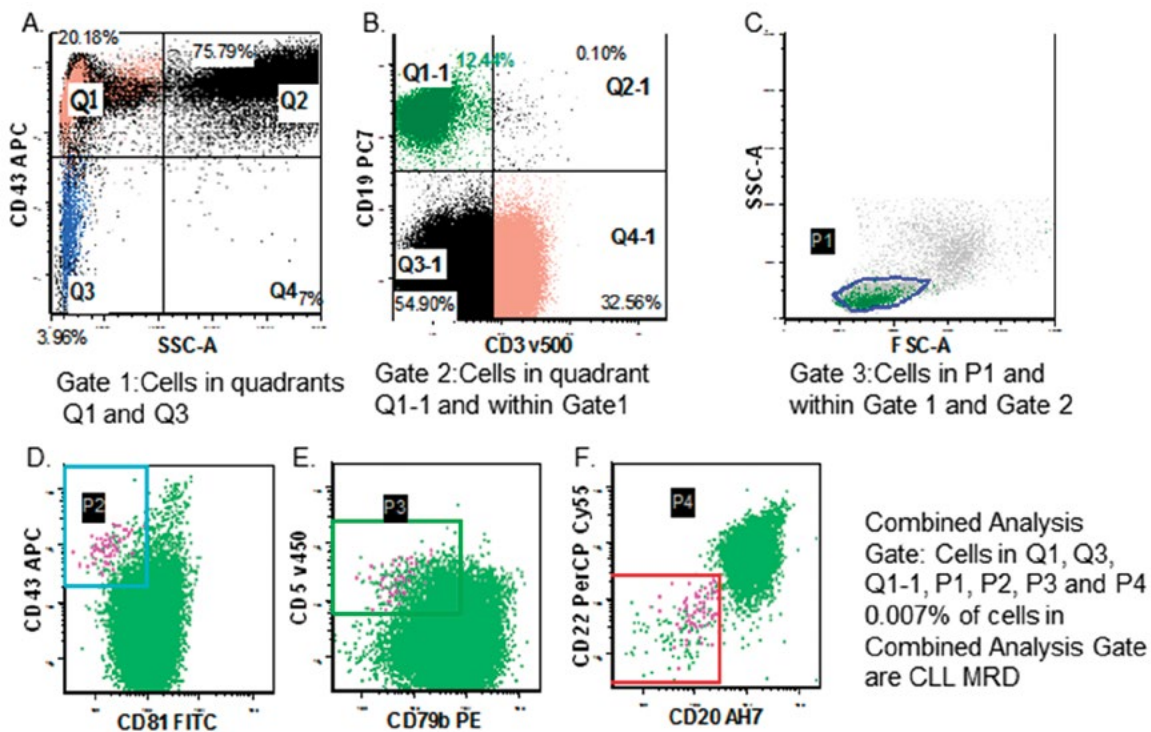 A.
20.18%
75.79%
Q1
Q2
Q3
Q4
7%
3.96%
CD43 APC
SSC-A
Gate 1:Cells in quadrants
Q1 and Q3
B.
12.44%
0.10%
Q1-1
Q2-1
Q3-1
Q4-1
54.90%
32.56%
CD19 PC7
CD3 v500
Gate 2:Cells in quadrant
Q1-1 and within Gate1
C.
SSC-A
P1
FSC-A
Gate 3:Cells in P1 and
within Gate 1 and Gate 2
D.
P2
CD43 APC
CD81 FITC
E.
P3
CD5 v450
CD79b PE
F.
P4
CD22 PerCP Cy55
CD20 AH7
Combined Analysis
Gate: Cells in Q1, Q3,
Q1-1, P1, P2, P3 and P4
0.007% of cells in
Combined Analysis Gate
are CLL MRD